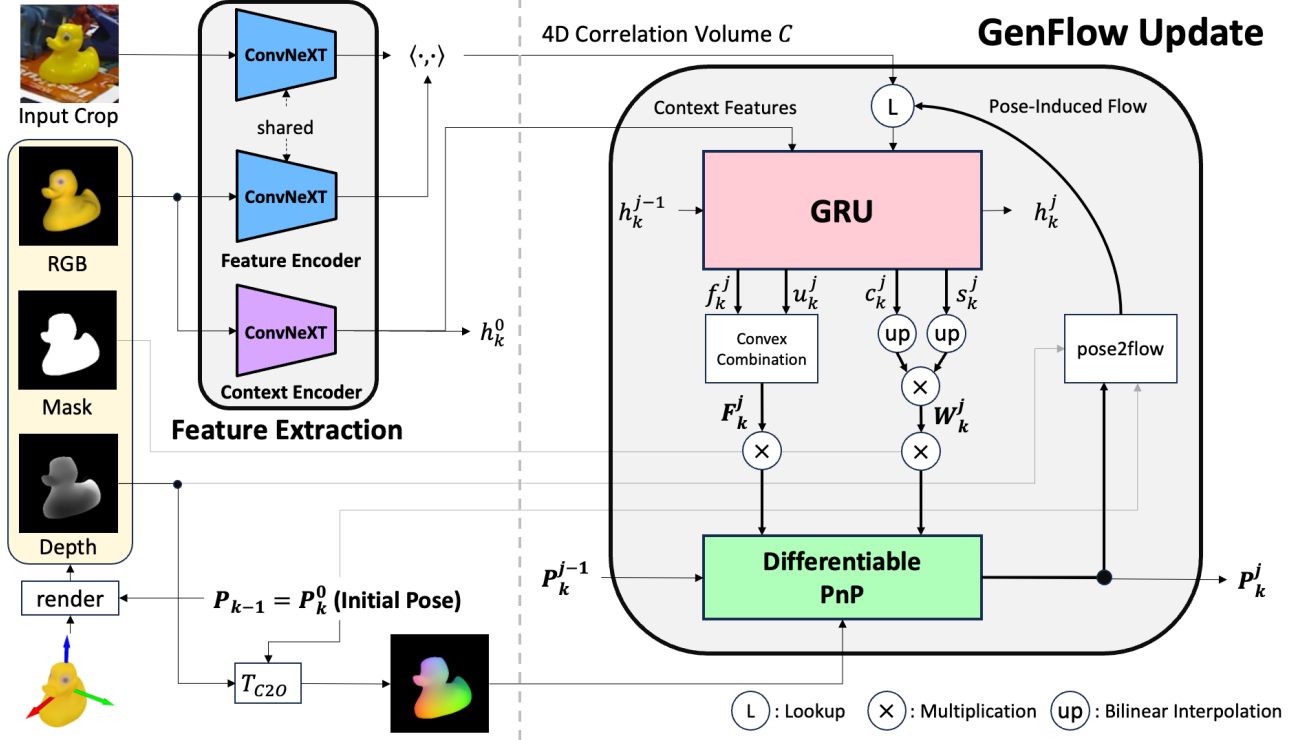 GenFlow Update
4D Correlation Volume C
Input Crop
ConvNeXT
⟨·,·⟩
shared
ConvNeXT
Feature Encoder
ConvNeXT
Context Encoder
Feature Extraction
RGB
Mask
Depth
render
h_k^0
P_{k-1} = P_k^0 (Initial Pose)
T_{C2O}
Context Features
L
Pose-Induced Flow
h_k^{j-1}
GRU
h_k^j
f_k^j
u_k^j
c_k^j
s_k^j
Convex
Combination
up
up
pose2flow
×
F_k^j
W_k^j
×
×
P_k^{j-1}
Differentiable
PnP
P_k^j
L : Lookup
× : Multiplication
up : Bilinear Interpolation